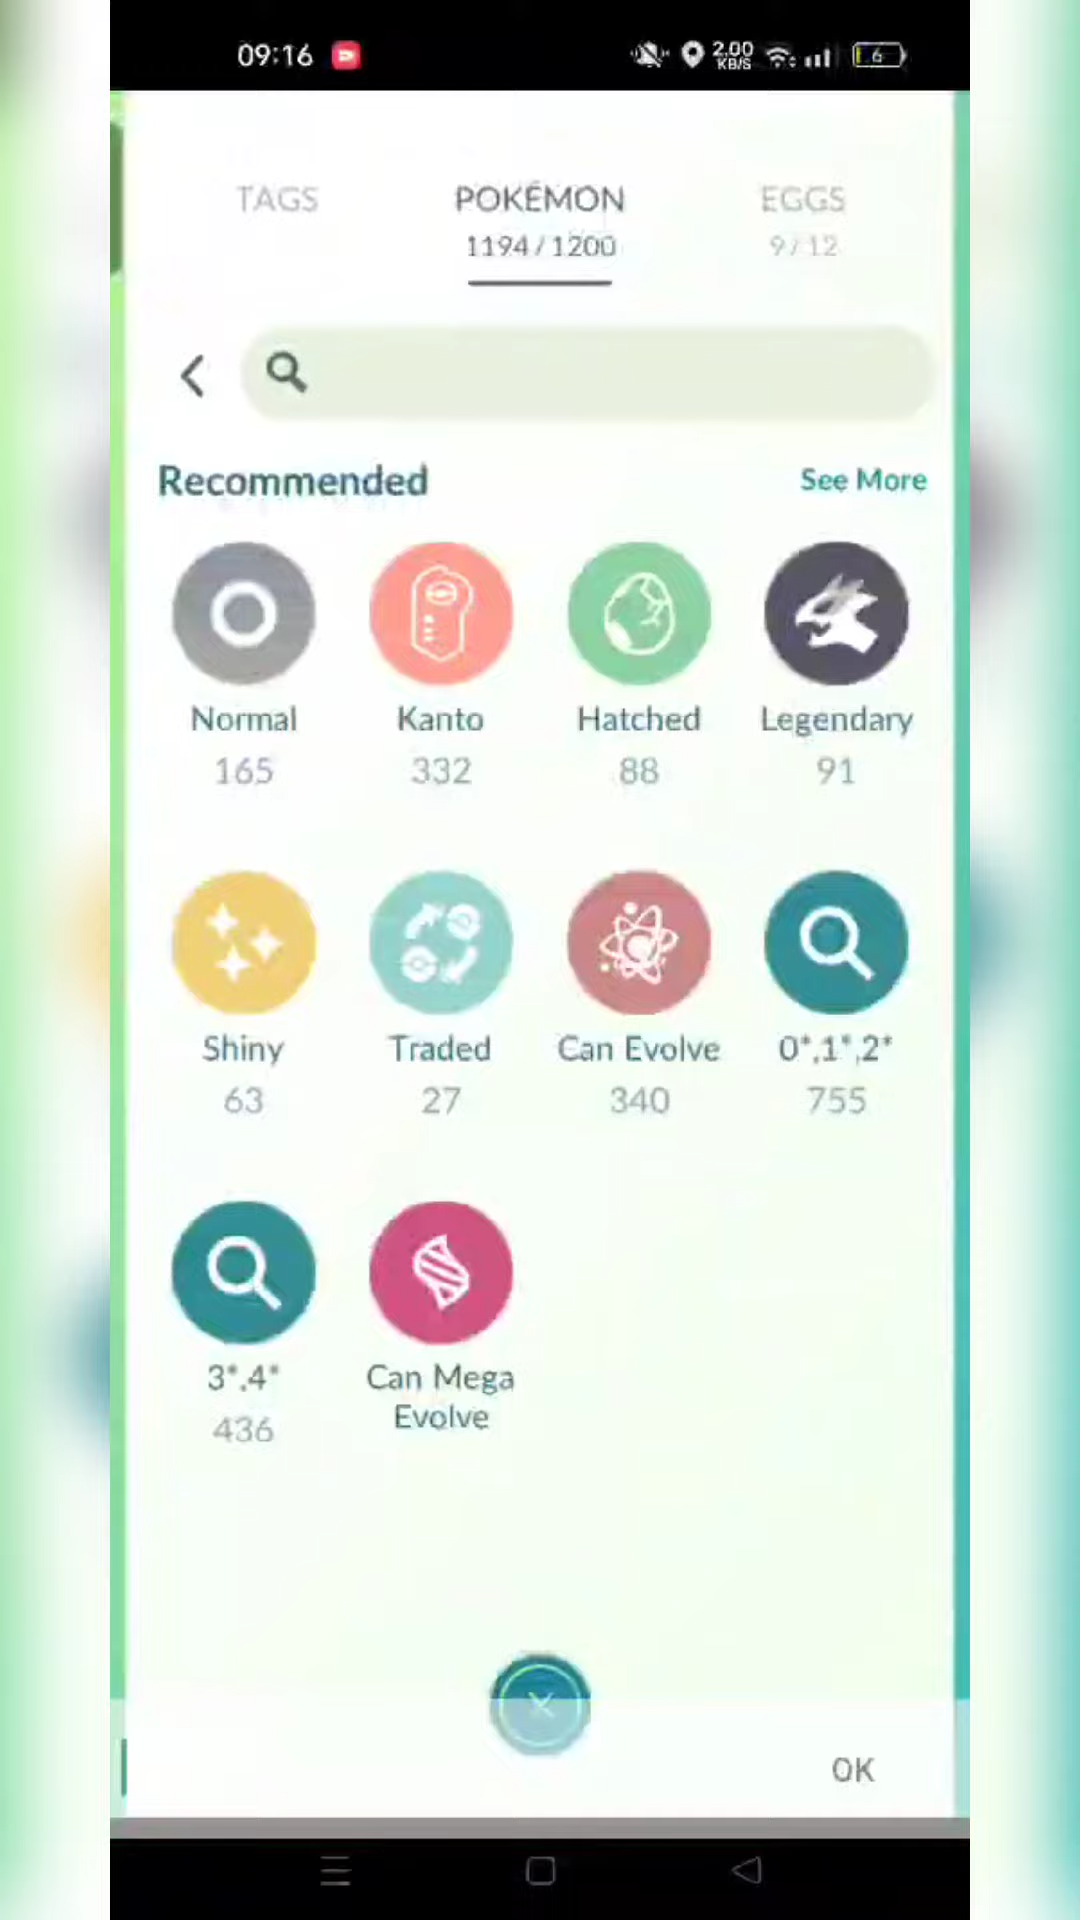 09:16
2.00
KB/S
6
TAGS
POKÉMON
EGGS
1194 / 1200
9 / 12
Recommended
See More
Normal
Kanto
Hatched
Legendary
165
332
88
91
Shiny
Traded
Can Evolve
0*,1*,2*
63
27
340
755
3*,4*
Can Mega
Evolve
436
OK